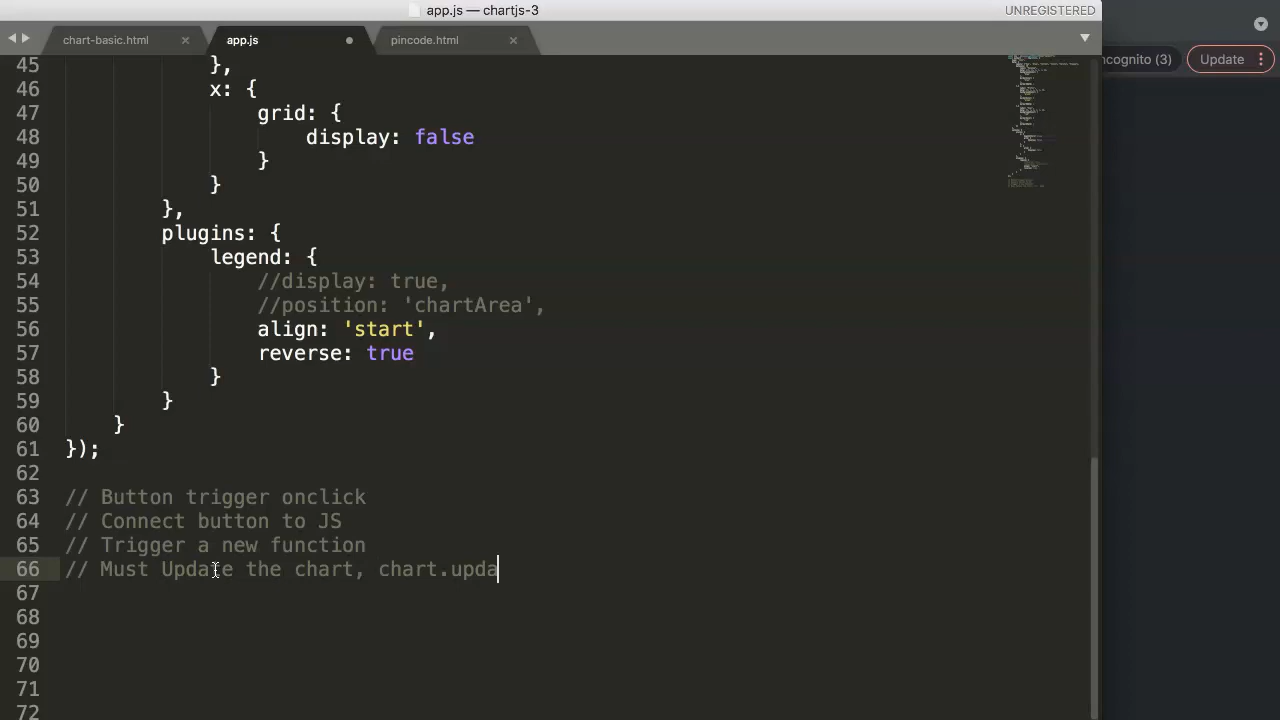 app.js — chartjs-3
UNREGISTERED
chart-basic.html
app.js
pincode.html
ncognito (3)
Update
45 },
46 x: {
47 grid: {
48 display: false
49 }
50 }
51 },
52 plugins: {
53 legend: {
54 //display: true,
55 //position: 'chartArea',
56 align: 'start',
57 reverse: true
58 }
59 }
60 }
61 });
62
63 // Button trigger onclick
64 // Connect button to JS
65 // Trigger a new function
66 // Must Update the chart, chart.upda
67
68
69
70
71
72